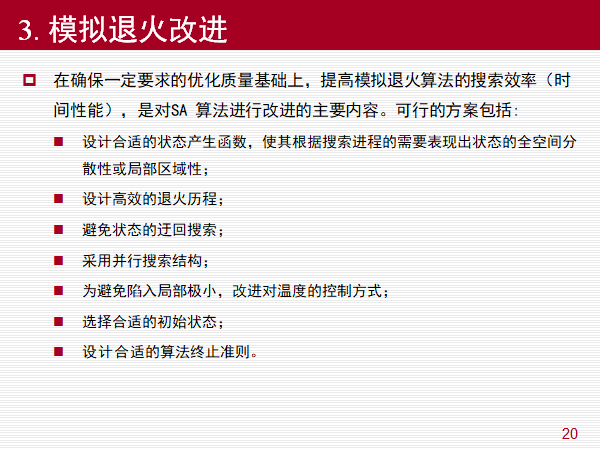 3. 模拟退火改进
在确保一定要求的优化质量基础上，提高模拟退火算法的搜索效率（时
间性能），是对SA 算法进行改进的主要内容。可行的方案包括：
设计合适的状态产生函数，使其根据搜索进程的需要表现出状态的全空间分
散性或局部区域性；
设计高效的退火历程；
避免状态的迂回搜索；
采用并行搜索结构；
为避免陷入局部极小，改进对温度的控制方式；
选择合适的初始状态；
设计合适的算法终止准则。
20